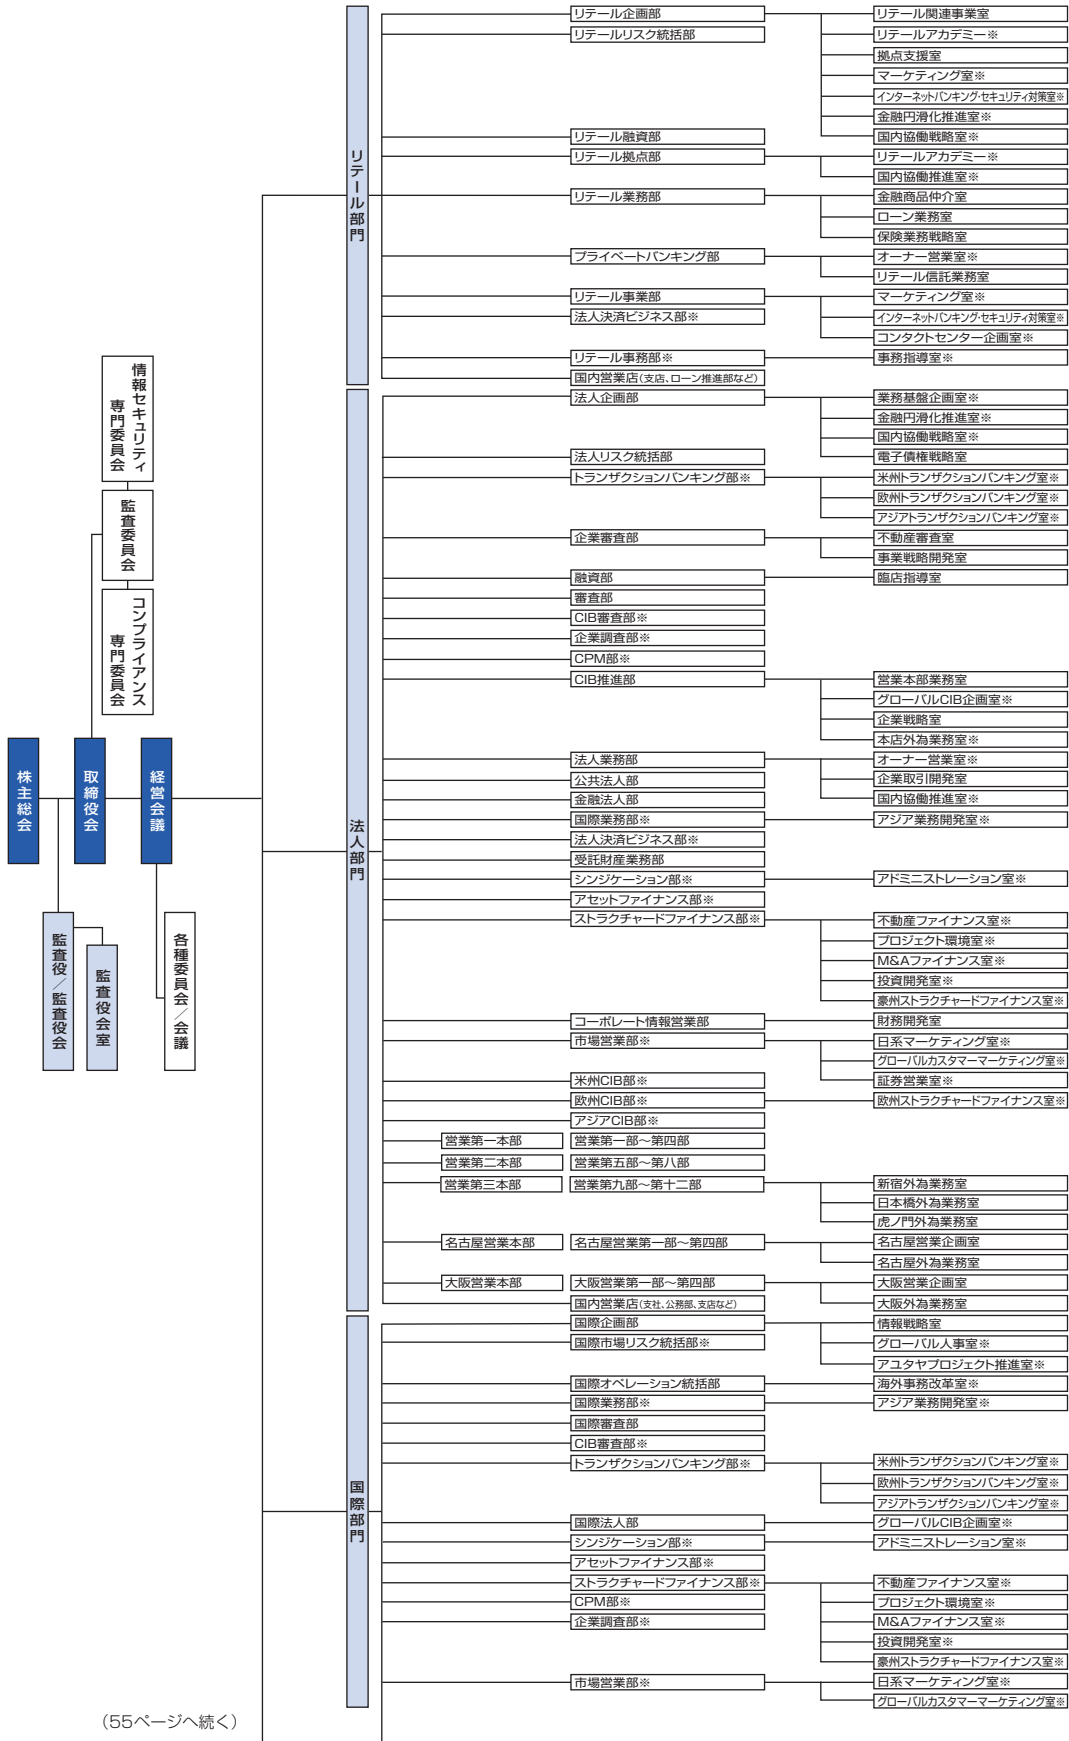 株主総会
取締役会
経営会議
情報セキュリティ
専門委員会
監査委員会
コンプライアンス
専門委員会
監査役／監査役会
監査役会室
各種委員会／会議
リテール部門
リテール企画部
リテール関連事業室
リテールアカデミー※
拠点支援室
マーケティング室※
インターネットバンキング・セキュリティ対策室※
金融円滑化推進室※
国内協働戦略室※
リテールリスク統括部
リテール融資部
リテール拠点部
リテールアカデミー※
国内協働推進室※
リテール業務部
金融商品仲介室
ローン業務室
保険業務戦略室
プライベートバンキング部
オーナー営業室※
リテール信託業務室
リテール事業部
マーケティング室※
インターネットバンキング・セキュリティ対策室※
コンタクトセンター企画室※
法人決済ビジネス部※
リテール事務部※
事務指導室※
国内営業店（支店、ローン推進部など）
法人部門
法人企画部
業務基盤企画室※
金融円滑化推進室※
国内協働戦略室※
電子債権戦略室
法人リスク統括部
トランザクションバンキング部※
米州トランザクションバンキング室※
欧州トランザクションバンキング室※
アジアトランザクションバンキング室※
企業審査部
不動産審査室
事業戦略開発室
融資部
臨店指導室
審査部
CIB審査部※
企業調査部※
CPM部※
CIB推進部
営業本部業務室
グローバルCIB企画室※
企業戦略室
本店外為業務室※
法人業務部
オーナー営業室※
企業取引開発室
国内協働推進室※
公共法人部
金融法人部
国際業務部※
アジア業務開発室※
法人決済ビジネス部※
受託財産業務部
シンジケーション部※
アドミニストレーション室※
アセットファイナンス部※
ストラクチャードファイナンス部※
不動産ファイナンス室※
プロジェクト環境室※
M&Aファイナンス室※
投資開発室※
豪州ストラクチャードファイナンス室※
コーポレート情報営業部
財務開発室
市場営業部※
日系マーケティング室※
グローバルカスタマーマーケティング室※
証券営業室※
米州CIB部※
欧州CIB部※
欧州ストラクチャードファイナンス室※
アジアCIB部※
営業第一本部
営業第一部～第四部
営業第二本部
営業第五部～第八部
営業第三本部
営業第九部～第十二部
新宿外為業務室
日本橋外為業務室
虎ノ門外為業務室
名古屋営業本部
名古屋営業第一部～第四部
名古屋営業企画室
名古屋外為業務室
大阪営業本部
大阪営業第一部～第四部
大阪営業企画室
大阪外為業務室
国内営業店（支社、公務部、支店など）
国際部門
国際企画部
情報戦略室
グローバル人事室※
アユタヤプロジェクト推進室※
国際市場リスク統括部※
国際オペレーション統括部
海外事務改革室※
国際業務部※
アジア業務開発室※
国際審査部
CIB審査部※
トランザクションバンキング部※
米州トランザクションバンキング室※
欧州トランザクションバンキング室※
アジアトランザクションバンキング室※
国際法人部
グローバルCIB企画室※
シンジケーション部※
アドミニストレーション室※
アセットファイナンス部※
ストラクチャードファイナンス部※
不動産ファイナンス室※
プロジェクト環境室※
M&Aファイナンス室※
投資開発室※
豪州ストラクチャードファイナンス室※
CPM部※
企業調査部※
市場営業部※
日系マーケティング室※
グローバルカスタマーマーケティング室※
（55ページへ続く）